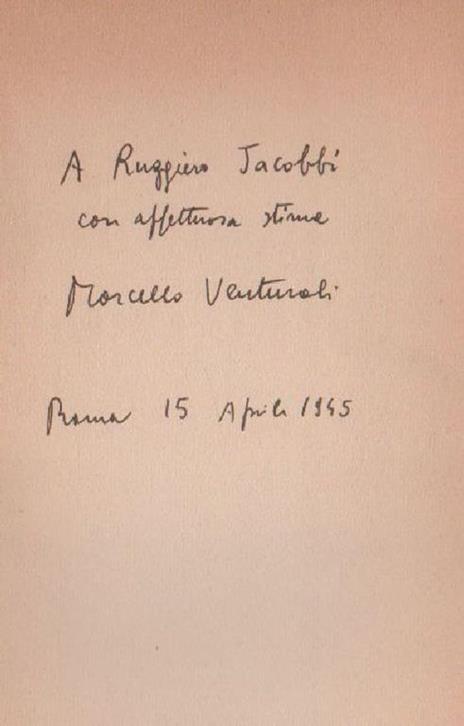 A Ruggiero Jacobbi
con affettuosa stima
Marcello Venturoli
Roma 15 Aprile 1945